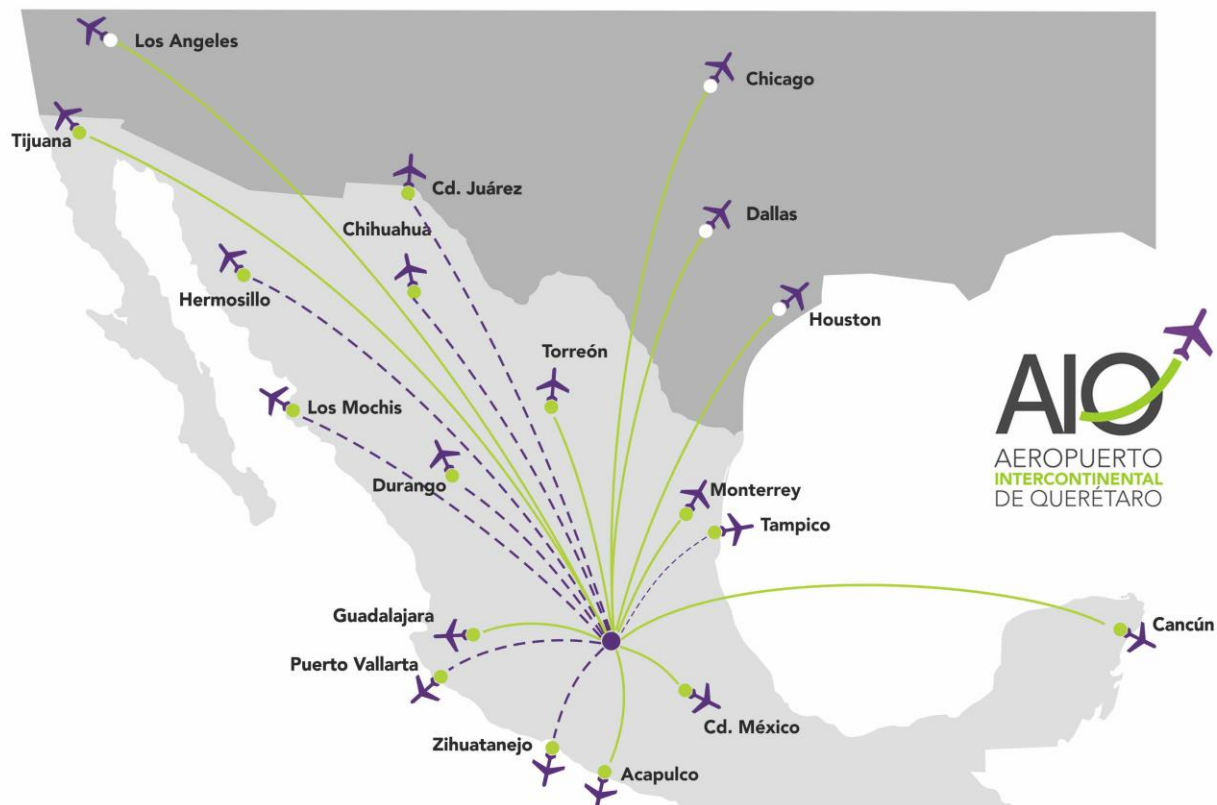 Los Angeles
Chicago
Tijuana
Cd. Juárez
Dallas
Chihuahua
Hermosillo
Houston
Torreón
Los Mochis
AIQ
AEROPUERTO
INTERCONTINENTAL
DE QUERÉTARO
Durango
Monterrey
Tampico
Guadalajara
Cancún
Puerto Vallarta
Cd. México
Zihuatanejo
Acapulco